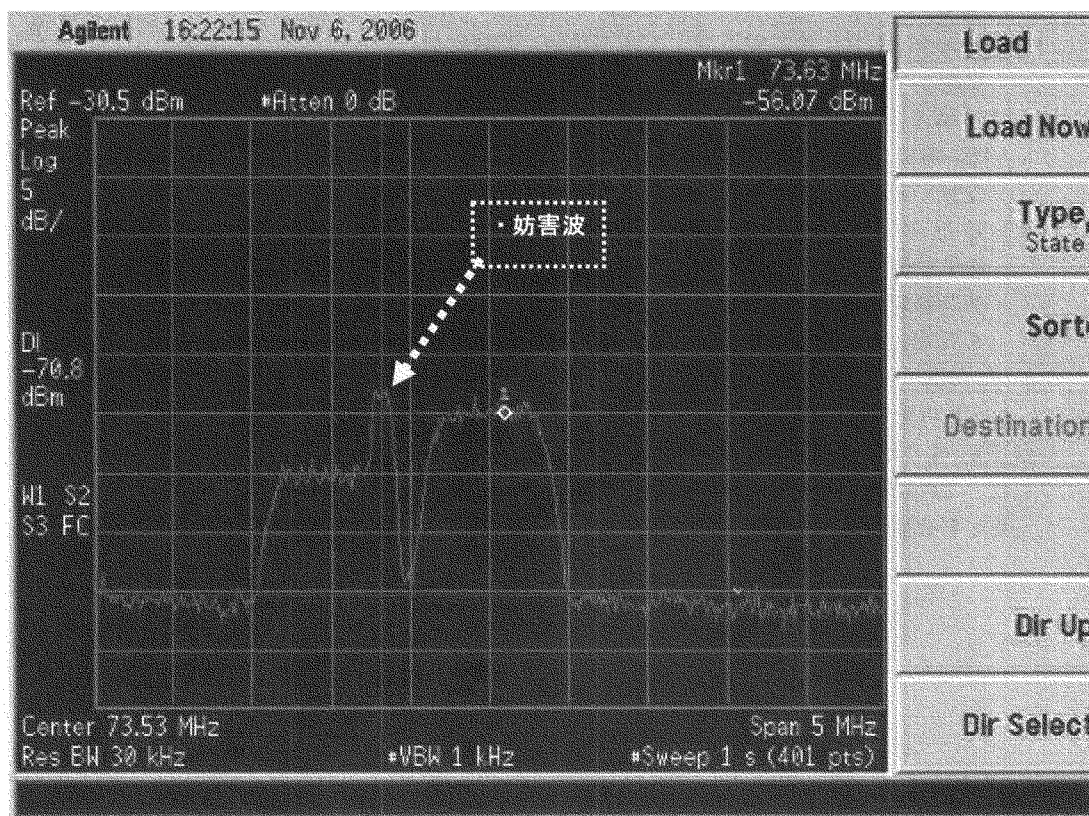 Agilent 16:22:15 Nov 6, 2006
Mkr1 73.63 MHz
Ref -30.5 dBm #Atten 0 dB -56.07 dBm
Peak
Log
5
dB/
・妨害波
DI
-70.8
dBm
1
W1 S2
S3 FC
Center 73.53 MHz Span 5 MHz
Res BW 30 kHz #VBW 1 kHz #Sweep 1 s (401 pts)
Load
Load Now
Type,
State
Sort
Destination
Dir Up
Dir Select